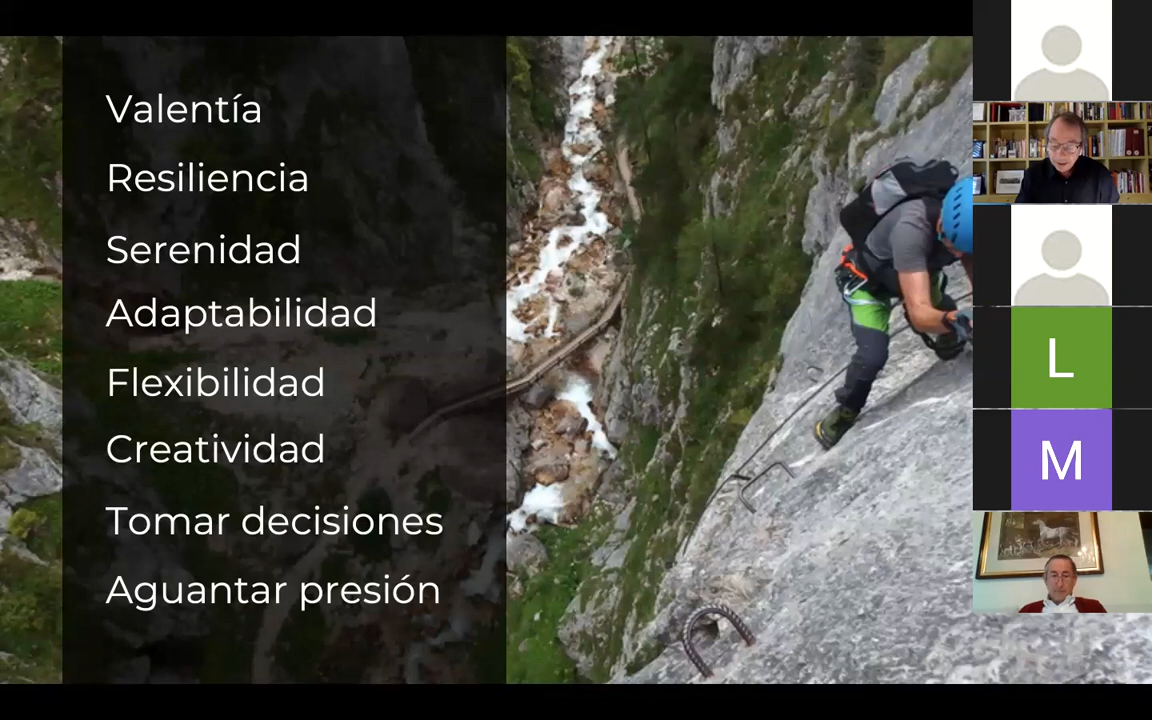 Valentía
Resiliencia
Serenidad
Adaptabilidad
Flexibilidad
Creatividad
Tomar decisiones
Aguantar presión
L
M